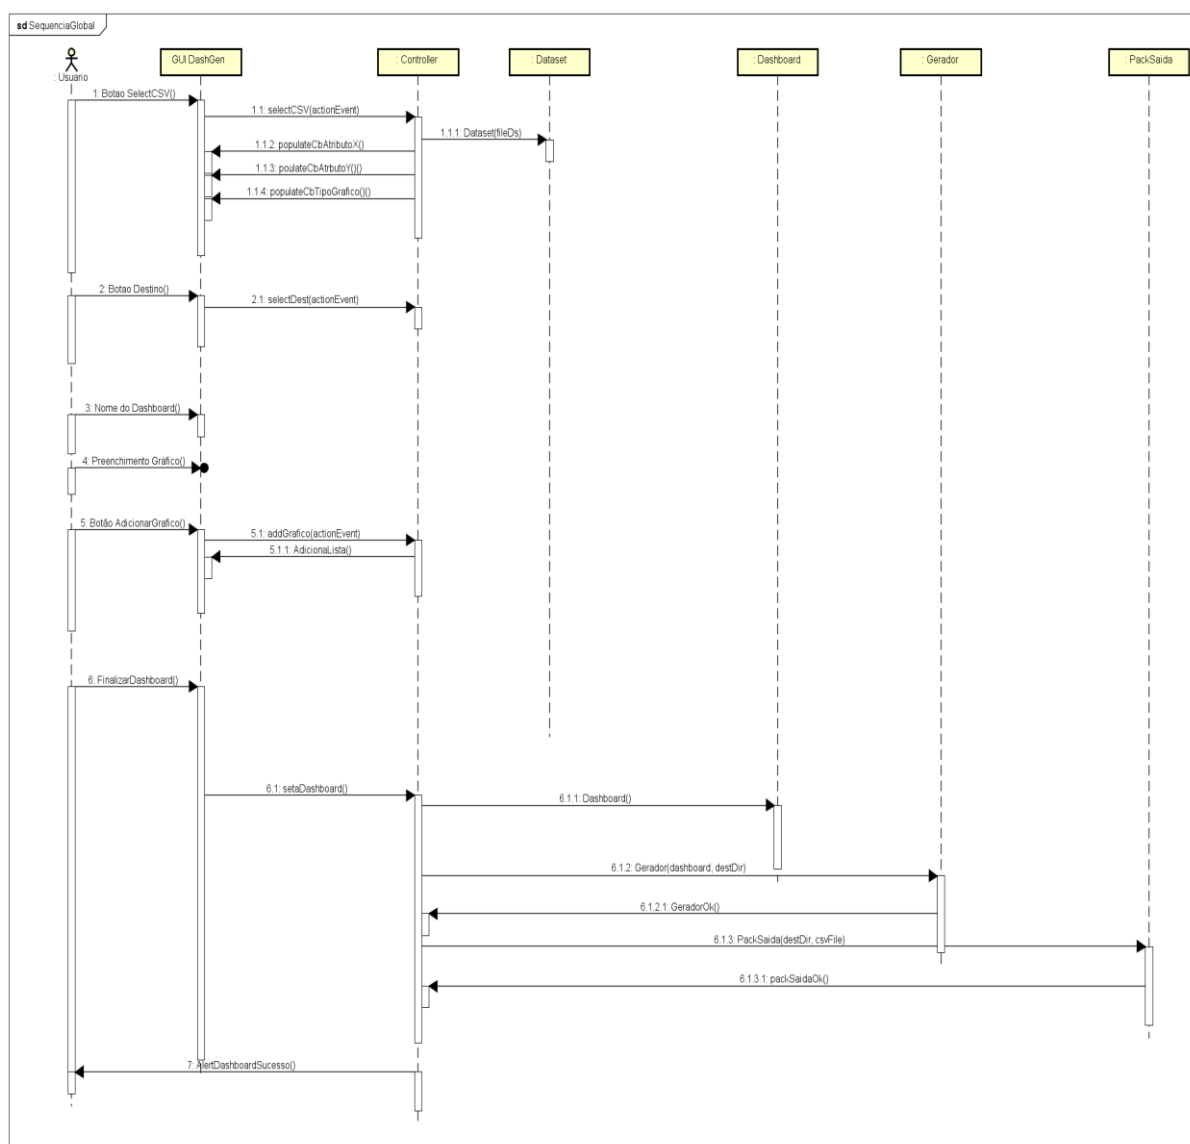 sd SequenciaGlobal
: Usuario
GUI DashGen
: Controller
: Dataset
: Dashboard
: Gerador
: PackSaida
1: Botao SelectCSV()
1.1: selectCSV(actionEvent)
1.1.1: Dataset(fileDs)
1.1.2: populateCbAtributoX()
1.1.3: poulateCbAtrbutoY()()
1.1.4: populateCbTipoGrafico()()
2: Botao Destino()
2.1: selectDest(actionEvent)
3: Nome do Dashboard()
4: Preenchimento Gráfico()
5: Botão AdicionarGrafico()
5.1: addGrafico(actionEvent)
5.1.1: AdicionaLista()
6: FinalizarDashboard()
6.1: setaDashboard()
6.1.1: Dashboard()
6.1.2: Gerador(dashboard, destDir)
6.1.2.1: GeradorOk()
6.1.3: PackSaida(destDir, csvFile)
6.1.3.1: packSaidaOk()
7: AlertDashboardSucesso()